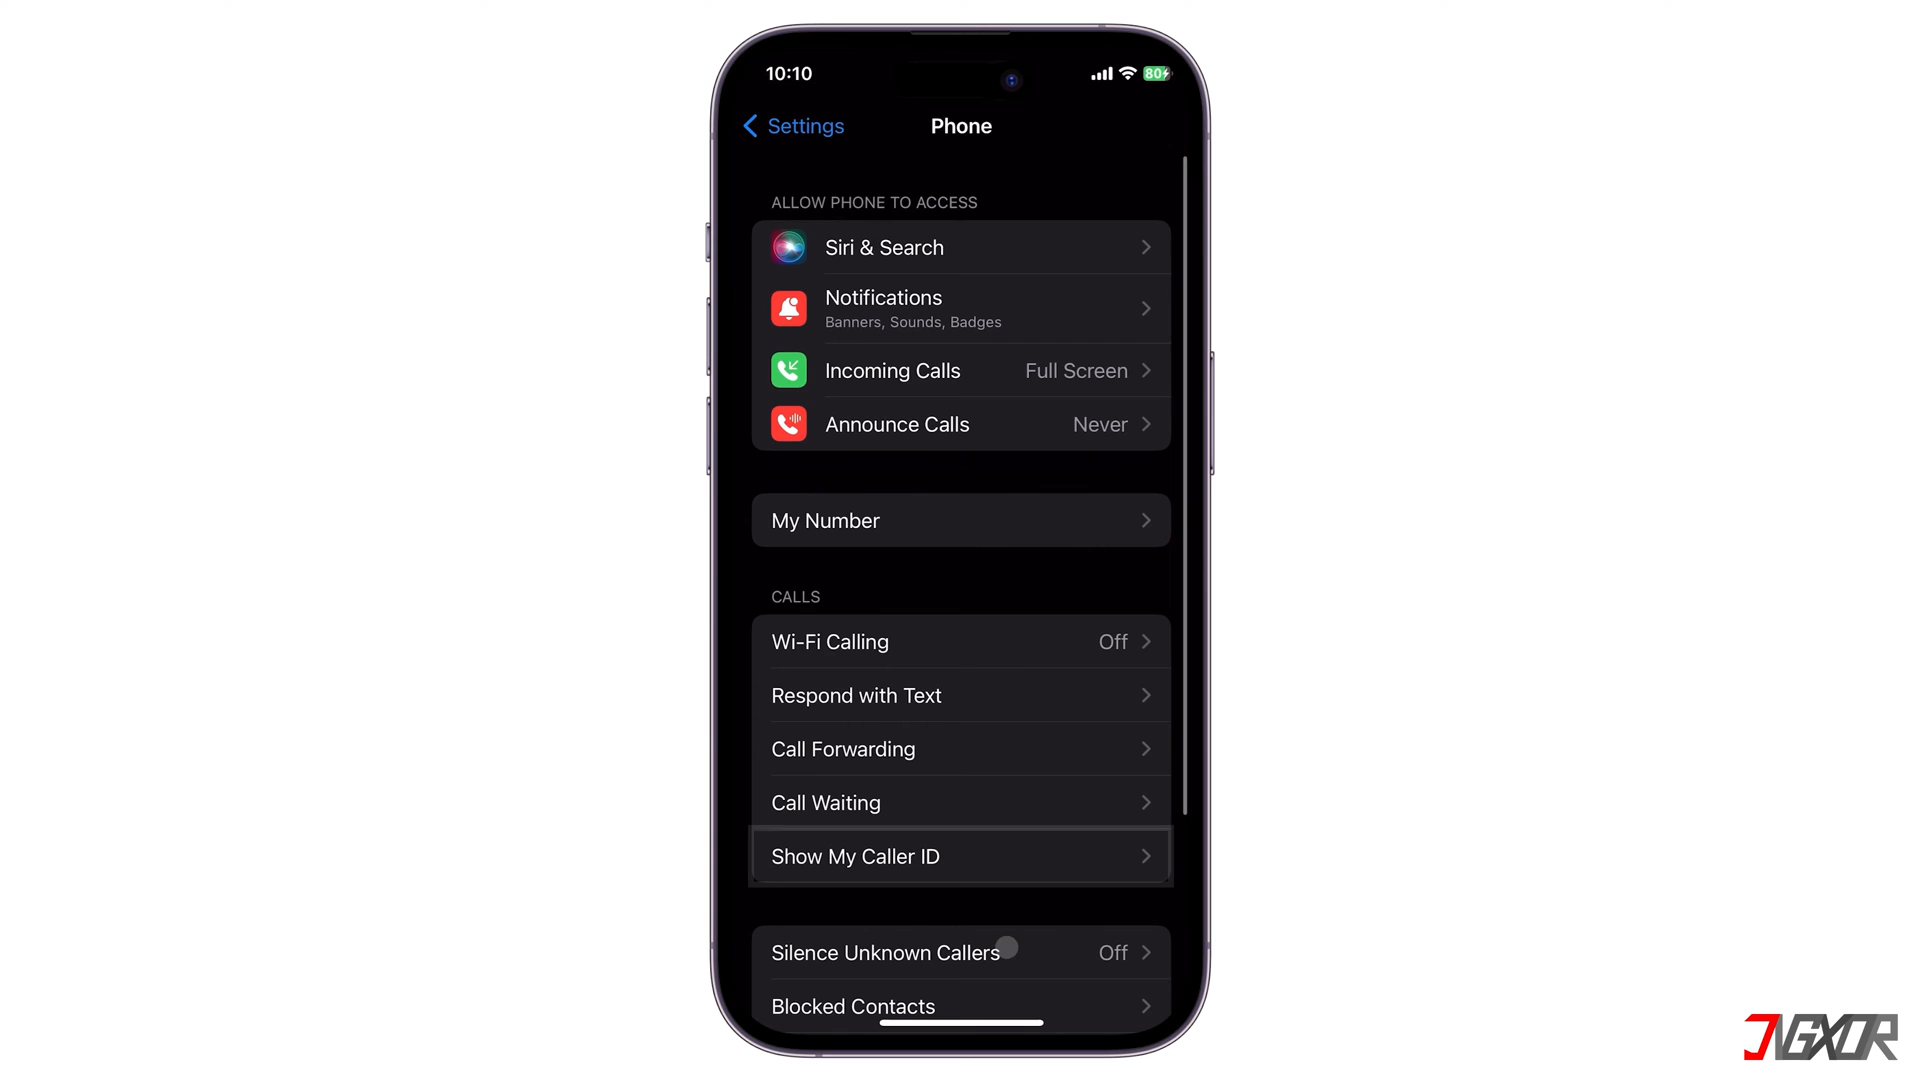 10:10
80
Settings
Phone
ALLOW PHONE TO ACCESS
Siri & Search
Notifications
Banners, Sounds, Badges
Incoming Calls Full Screen
Announce Calls Never
My Number
CALLS
Wi-Fi Calling Off
Respond with Text
Call Forwarding
Call Waiting
Show My Caller ID
Silence Unknown Callers Off
Blocked Contacts
JIGXOR